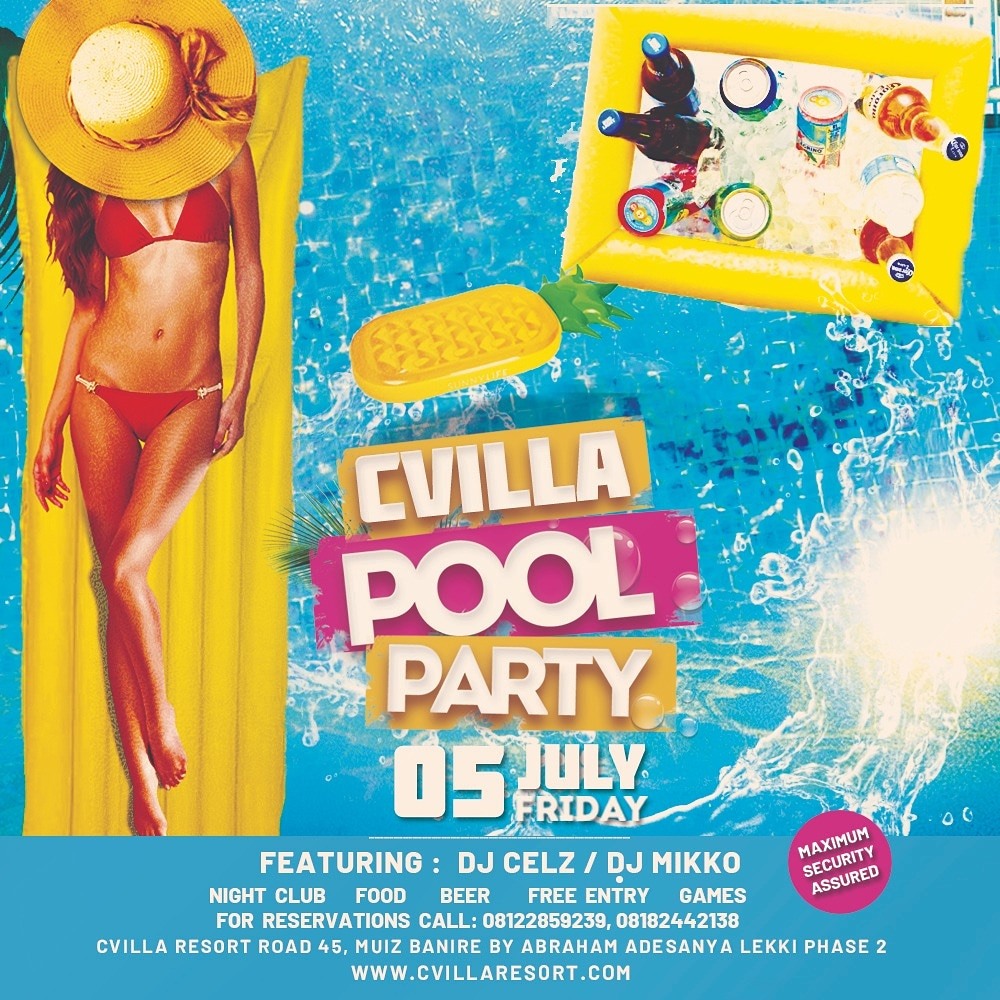 CVILLA
POOL
PARTY
05 JULY
FRIDAY
SUNNYLIFE
FEATURING : DJ CELZ / DJ MIKKO
NIGHT CLUB FOOD BEER FREE ENTRY GAMES
FOR RESERVATIONS CALL: 08122859239, 08182442138
CVILLA RESORT ROAD 45, MUIZ BANIRE BY ABRAHAM ADESANYA LEKKI PHASE 2
WWW.CVILLARESORT.COM
MAXIMUM
SECURITY
ASSURED